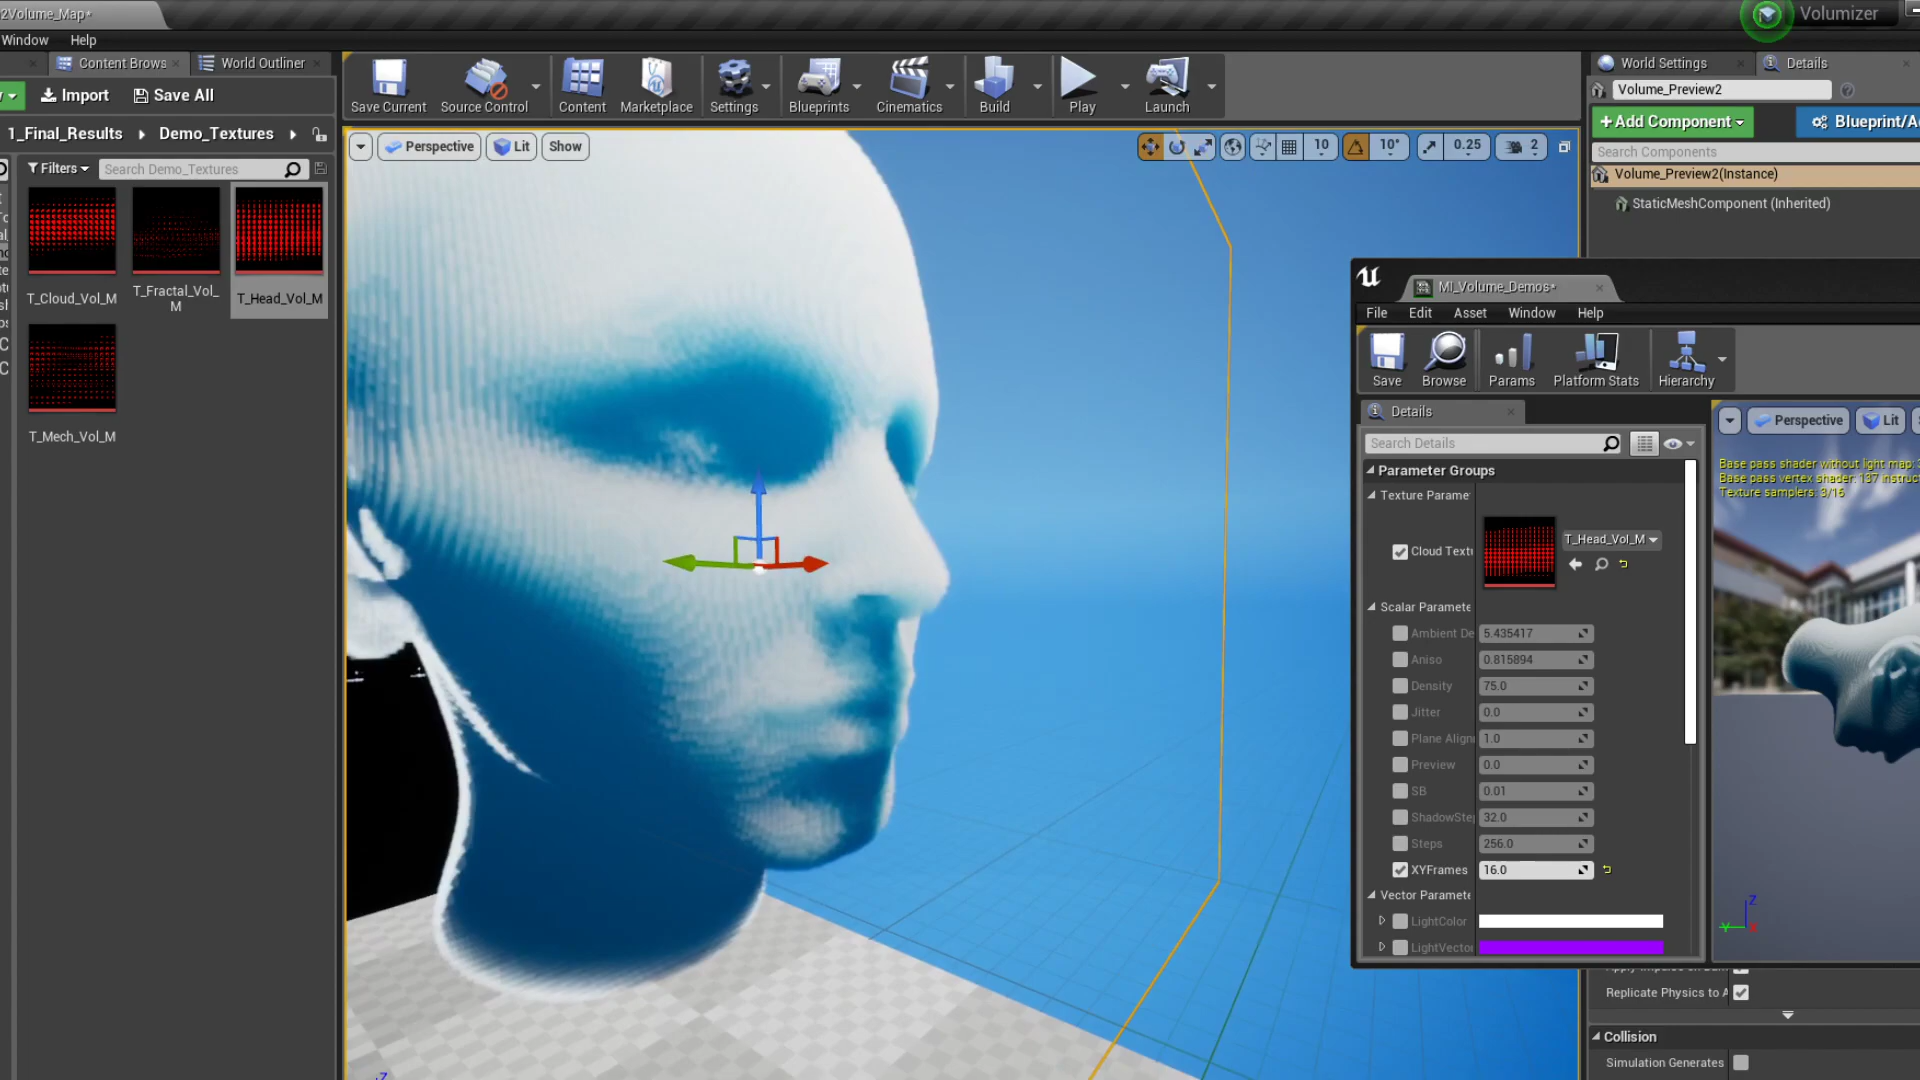 2Volume_Map*
Volumizer
Window Help
Content Brows
World Outliner
Import Save All
1_Final_Results Demo_Textures
Filters Search Demo_Textures
T_Cloud_Vol_M
T_Fractal_Vol_
M
T_Head_Vol_M
T_Mech_Vol_M
Save Current Source Control Content Marketplace Settings Blueprints Cinematics Build Play Launch
Perspective Lit Show
10 10° 0.25 2
World Settings Details
Volume_Preview2
+Add Component Blueprint/A
Search Components
Volume_Preview2(Instance)
StaticMeshComponent (Inherited)
MI_Volume_Demos*
File Edit Asset Window Help
Save Browse Params Platform Stats Hierarchy
Details
Search Details
Parameter Groups
Texture Parame
Cloud Textu
T_Head_Vol_M
Scalar Paramete
Ambient De 5.435417
Aniso 0.815894
Density 75.0
Jitter 0.0
Plane Alignı 1.0
Preview 0.0
SB 0.01
ShadowSte 32.0
Steps 256.0
XYFrames 16.0
Vector Paramete
LightColor
LightVector
Perspective Lit
Base pass shader without light map: 3
Base pass vertex shader: 137 instruct
Texture samplers: 3/16
Z
Y
X
Replicate Physics to A
Collision
Simulation Generates
Z